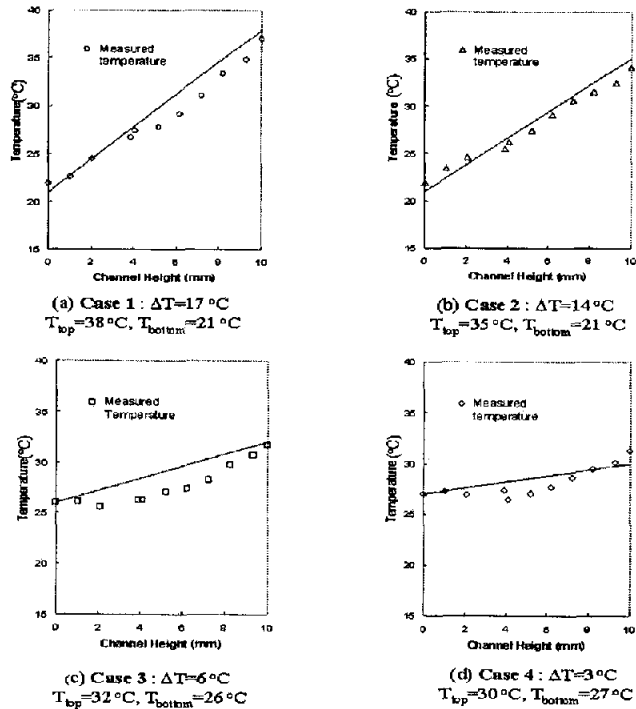 40
35
30
25
20
15
Temperature(°C)
Measured
temperature
0 2 4 6 8 10
Channel Height (mm)
(a) Case 1 : ΔT=17 °C
T_top=38 °C, T_bottom=21 °C
40
35
30
25
20
15
Temperature (°C)
Measured
temperature
0 2 4 6 8 10
Channel Height (mm)
(b) Case 2 : ΔT=14 °C
T_top=35 °C, T_bottom=21 °C
40
35
30
25
20
15
Temperature(°C)
Measured
Temperature
0 2 4 6 8 10
Channel Height (mm)
(c) Case 3 : ΔT=6 °C
T_top=32 °C, T_bottom=26 °C
40
35
30
25
20
15
Temperature(°C)
Measured
temperature
0 2 4 6 8 10
Channel Height (mm)
(d) Case 4 : ΔT=3 °C
T_top=30 °C, T_bottom=27 °C